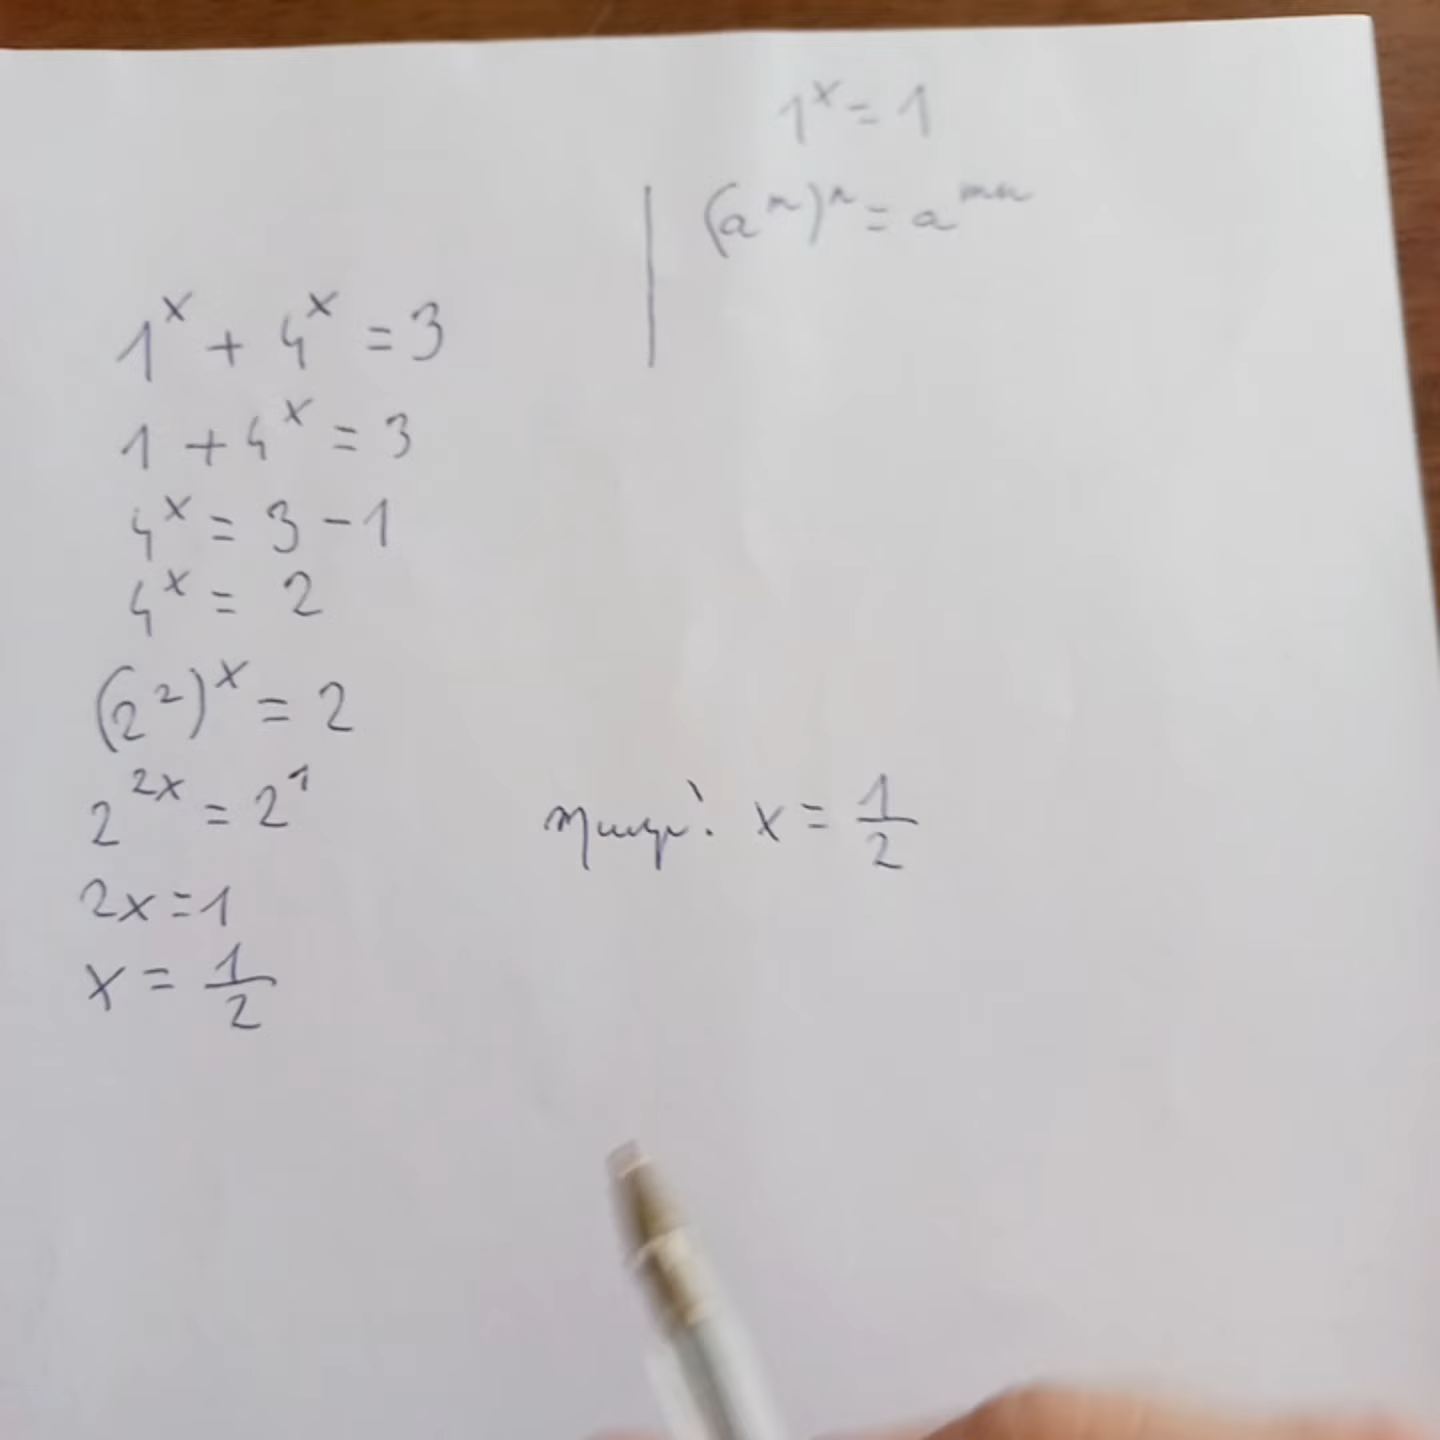 1^x = 1
(a^m)^n = a^mn
1^x + 4^x = 3
1 + 4^x = 3
4^x = 3 - 1
4^x = 2
(2^2)^x = 2
2^2x = 2^1
2x = 1
x = 1/2
x = 1/2